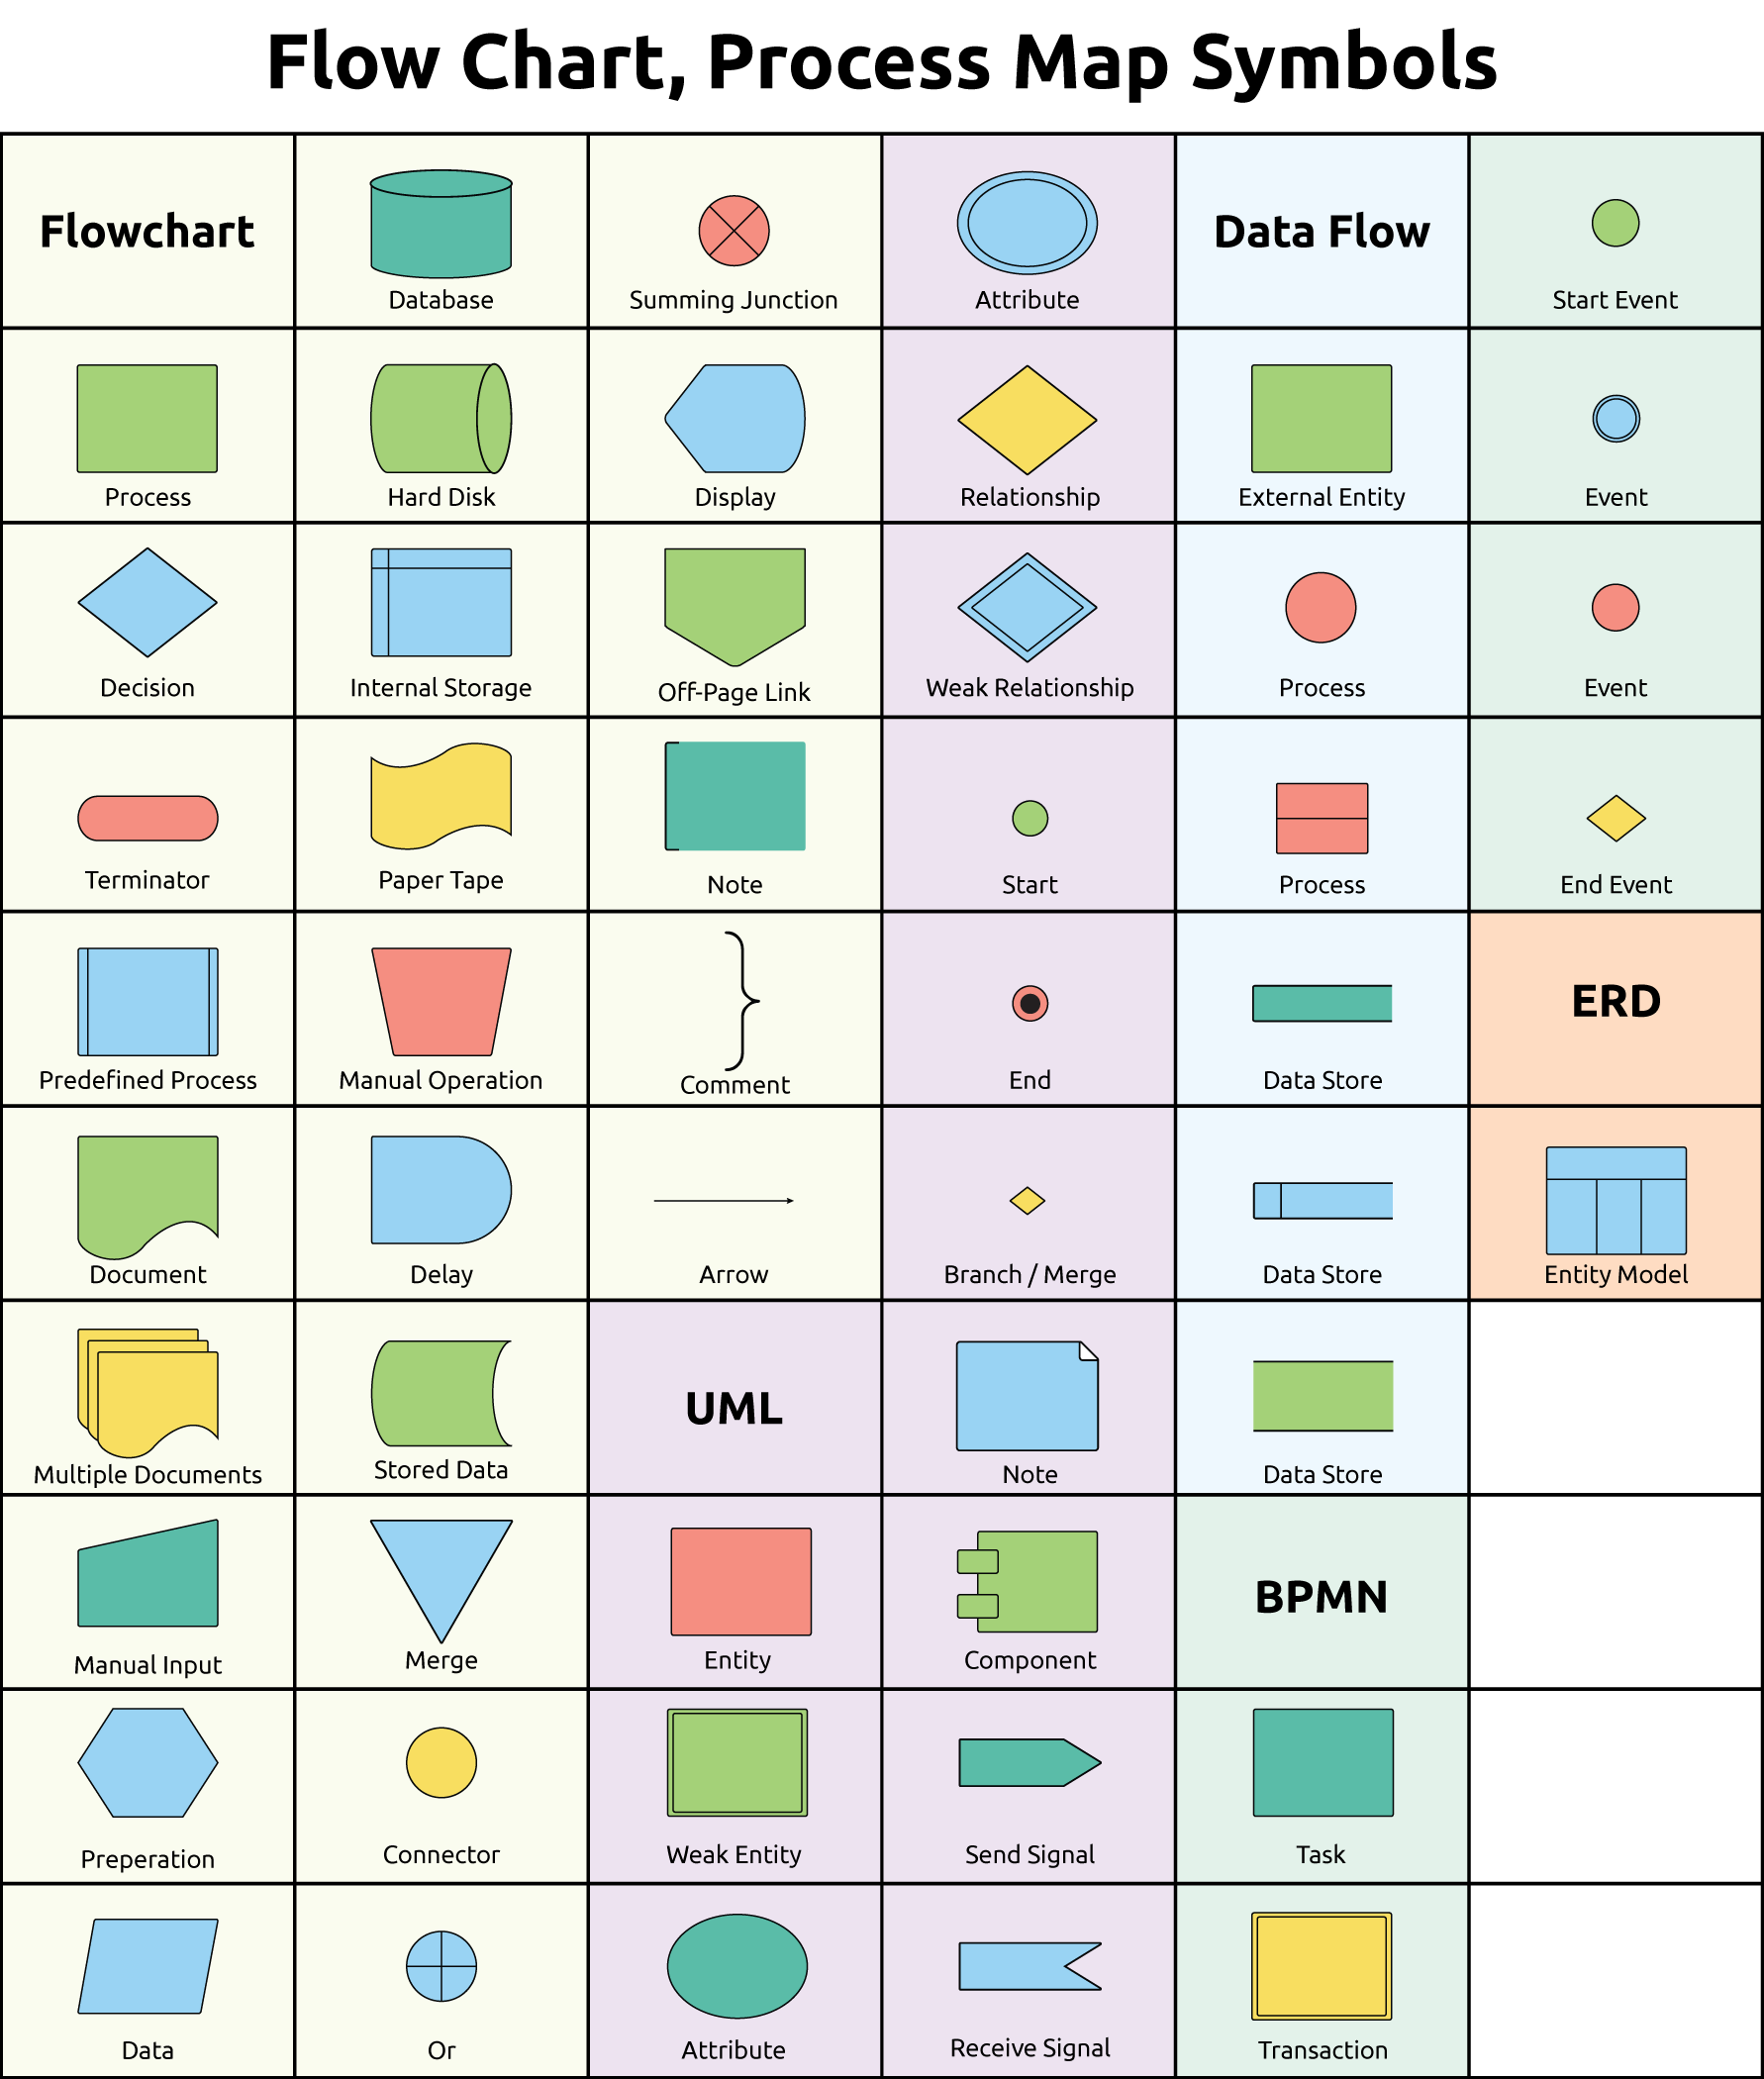 Flow Chart, Process Map Symbols
Flowchart
Database
Summing Junction
Attribute
Data Flow
Start Event
Process
Hard Disk
Display
Relationship
External Entity
Event
Decision
Internal Storage
Off-Page Link
Weak Relationship
Process
Event
Terminator
Paper Tape
Note
Start
Process
End Event
Predefined Process
Manual Operation
Comment
End
Data Store
ERD
Document
Delay
Arrow
Branch / Merge
Data Store
Entity Model
Multiple Documents
Stored Data
UML
Note
Data Store
Manual Input
Merge
Entity
Component
BPMN
Preperation
Connector
Weak Entity
Send Signal
Task
Data
Or
Attribute
Receive Signal
Transaction